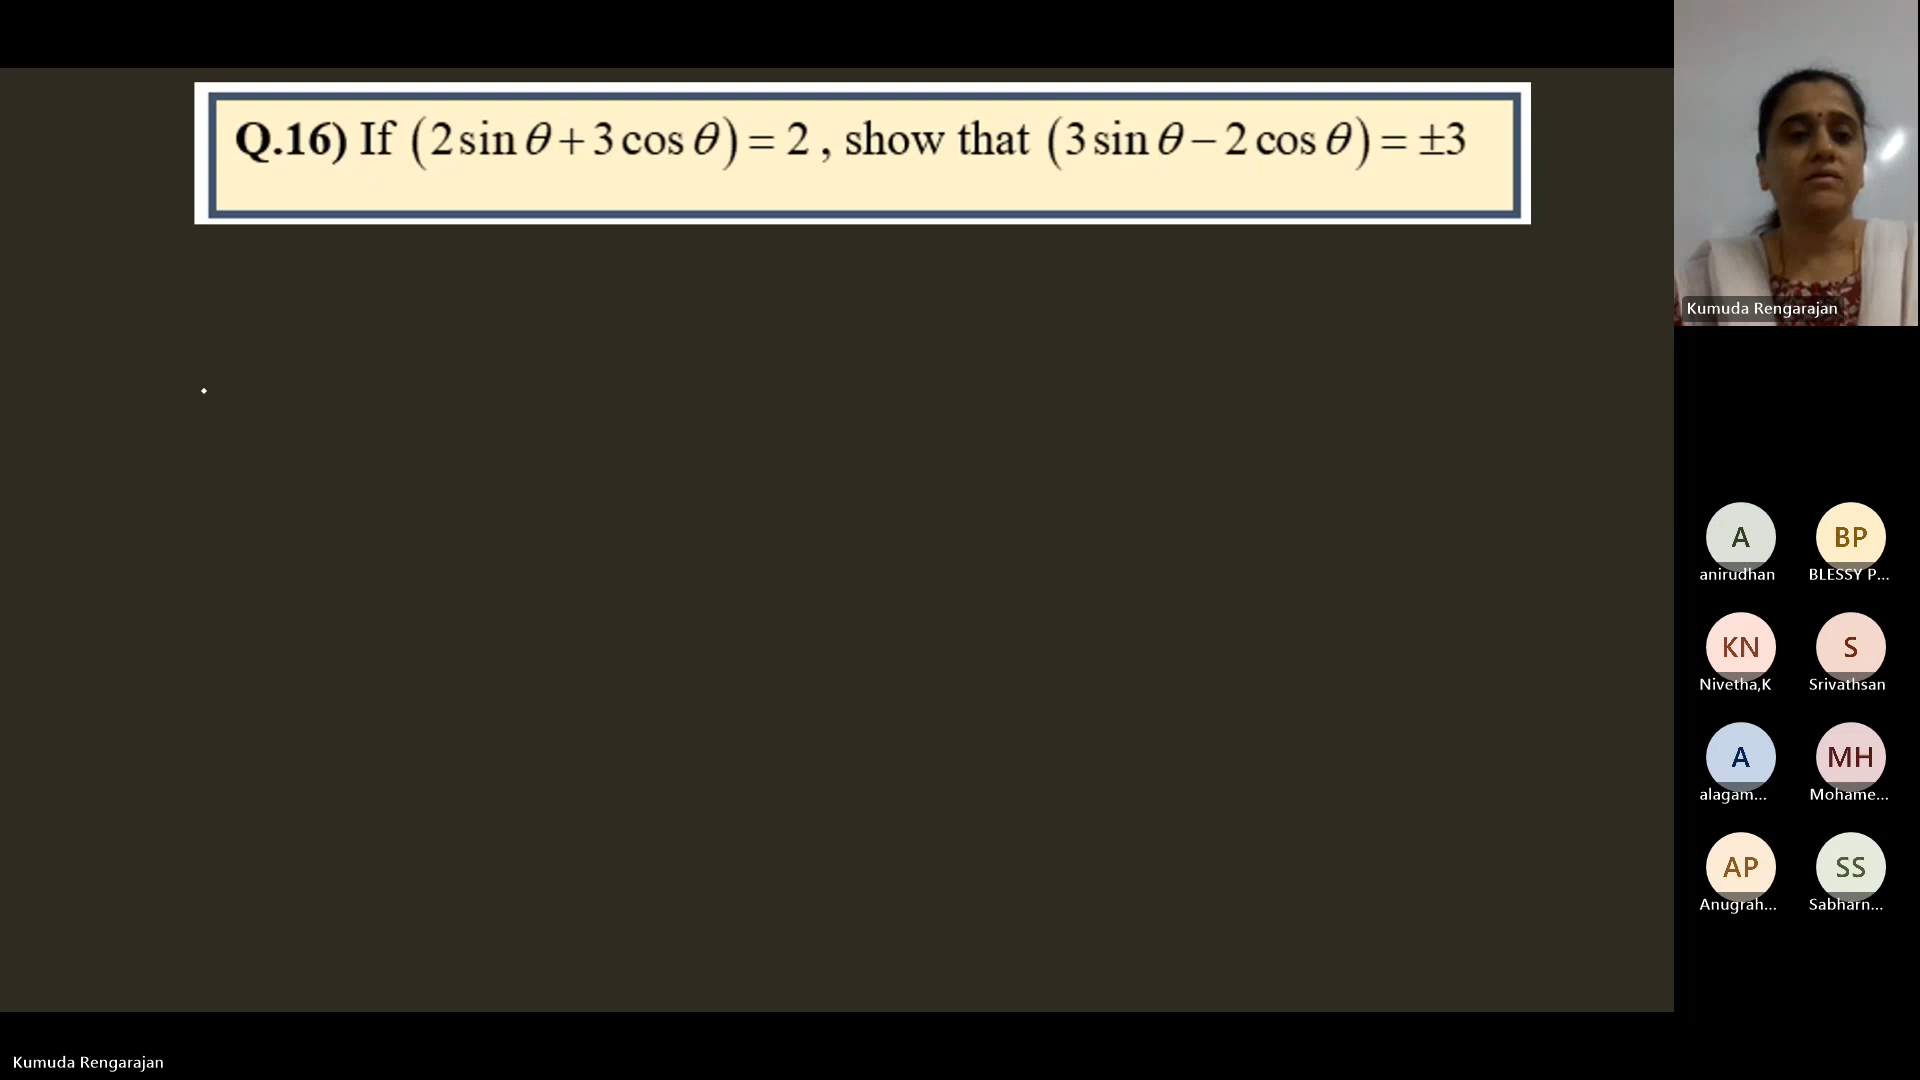 Q.16) If (2 sin θ + 3 cos θ) = 2 , show that (3 sin θ − 2 cos θ) = ±3
Kumuda Rengarajan
A
BP
anirudhan
BLESSY P...
KN
S
Nivetha,K
Srivathsan
A
MH
alagam...
Mohame...
AP
SS
Anugrah...
Sabharn...
Kumuda Rengarajan